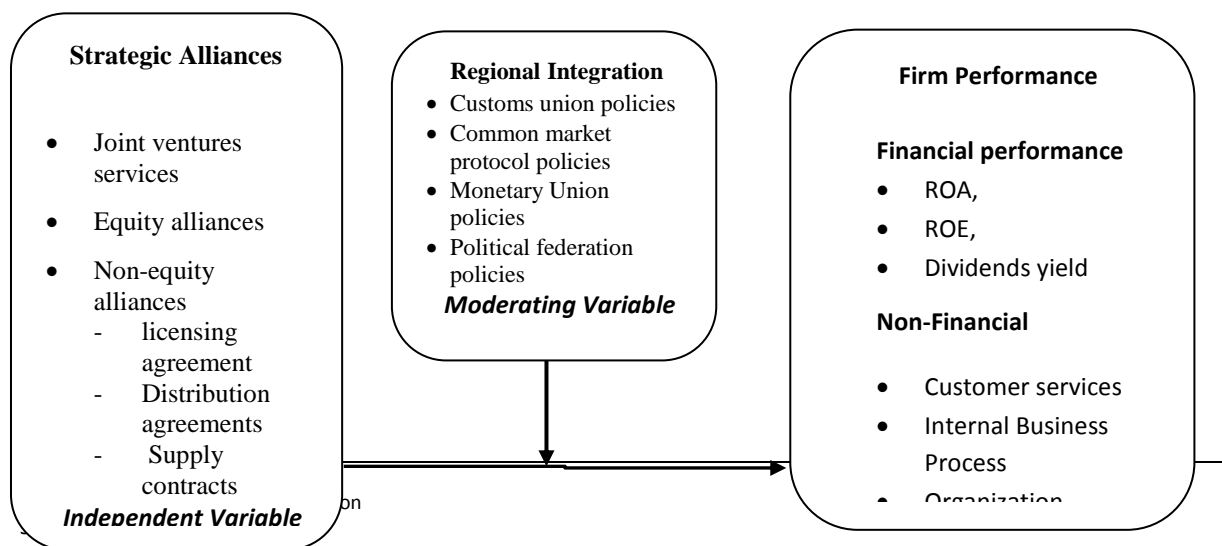 Strategic Alliances
• Joint ventures
services
• Equity alliances
• Non-equity
alliances
- licensing
agreement
- Distribution
agreements
- Supply
contracts
Independent Variable
Regional Integration
• Customs union policies
• Common market
protocol policies
• Monetary Union
policies
• Political federation
policies
Moderating Variable
Firm Performance
Financial performance
• ROA,
• ROE,
• Dividends yield
Non-Financial
• Customer services
• Internal Business
Process
• Organization
on